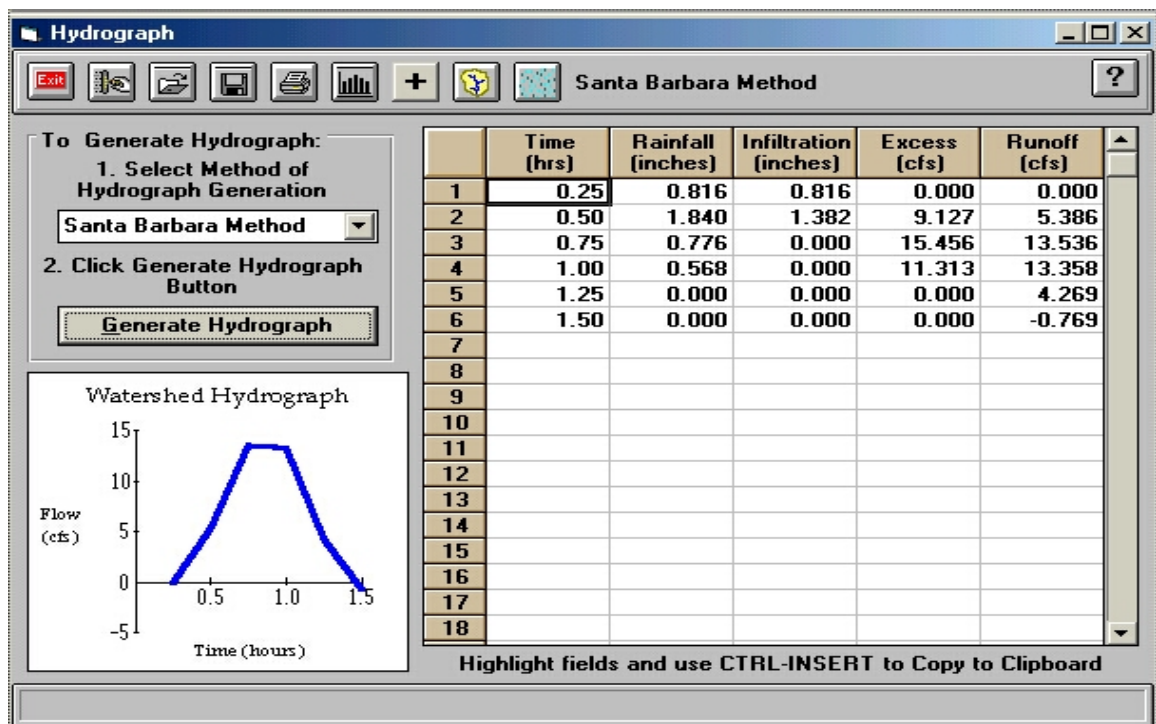 Hydrograph
Exit
Santa Barbara Method
?
To Generate Hydrograph:
1. Select Method of
Hydrograph Generation
Santa Barbara Method
2. Click Generate Hydrograph
Button
Generate Hydrograph
Watershed Hydrograph
15
10
5
0
-5
Flow
(cfs)
0.5 1.0 1.5
Time (hours)
Time Rainfall Infiltration Excess Runoff
(hrs) (inches) (inches) (cfs) (cfs)
1 0.25 0.816 0.816 0.000 0.000
2 0.50 1.840 1.382 9.127 5.386
3 0.75 0.776 0.000 15.456 13.536
4 1.00 0.568 0.000 11.313 13.358
5 1.25 0.000 0.000 0.000 4.269
6 1.50 0.000 0.000 0.000 -0.769
7
8
9
10
11
12
13
14
15
16
17
18
Highlight fields and use CTRL-INSERT to Copy to Clipboard